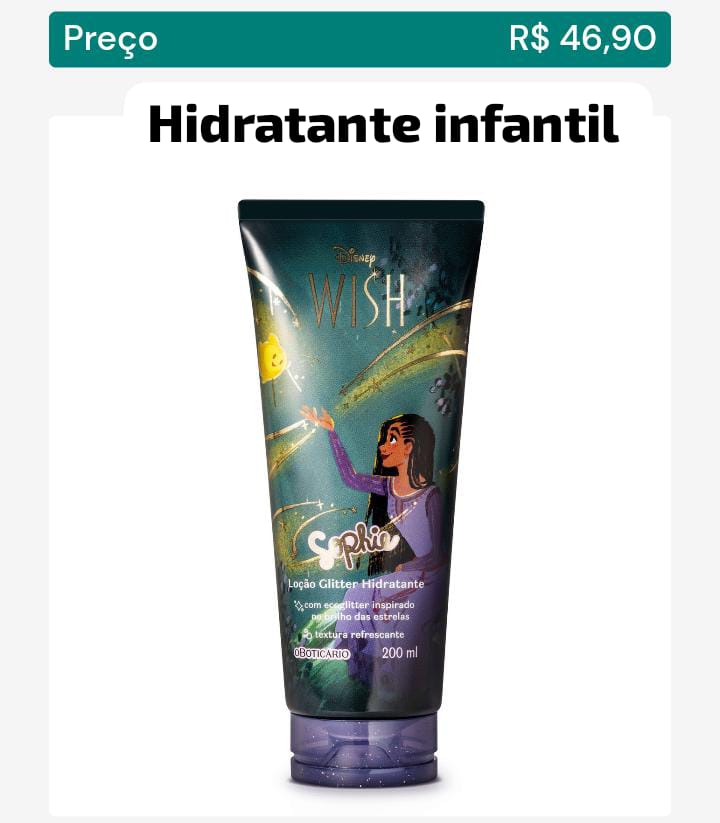 Preço R$ 46,90
Hidratante infantil
Disney
WISH
Sophie
Loção Glitter Hidratante
com ecoglitter inspirado
no brilho das estrelas
textura refrescante
oBOTICÁRIO 200 ml